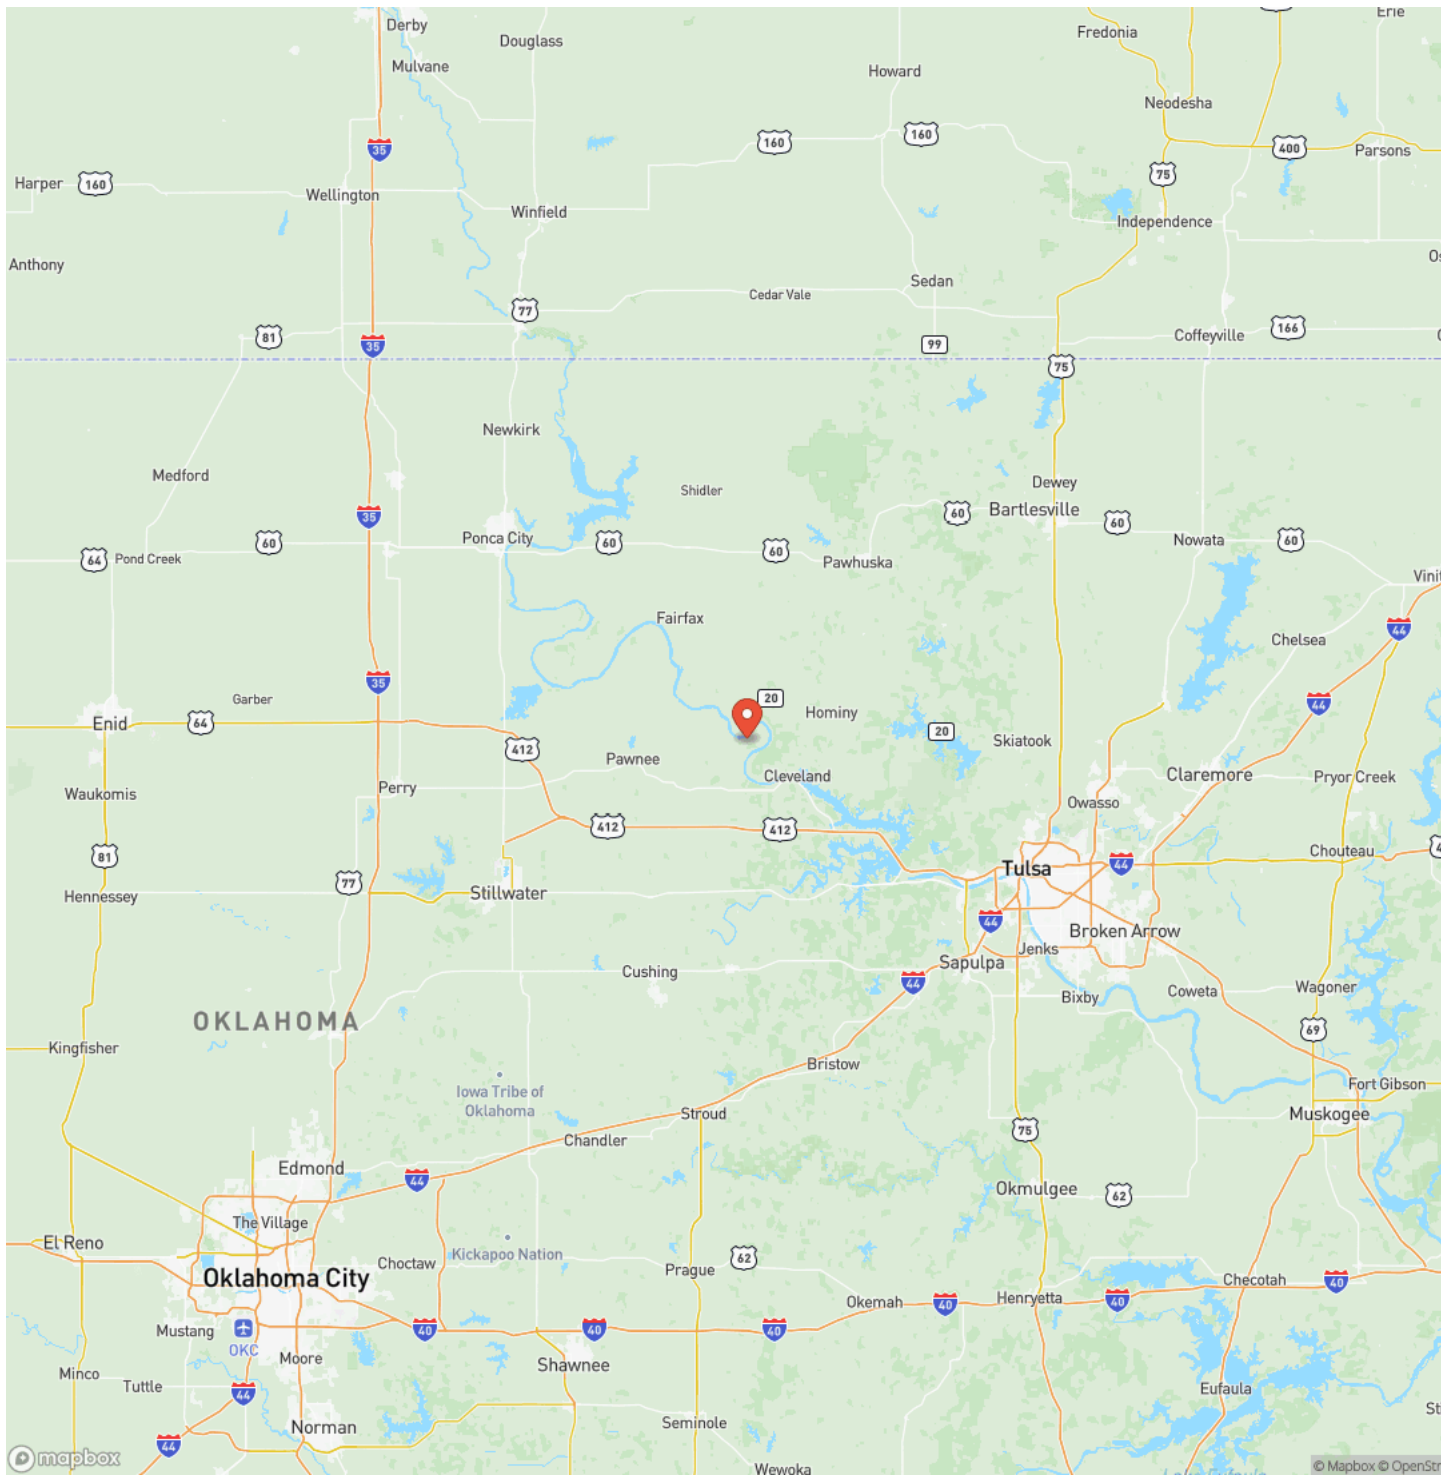 Derby
Douglass
Fredonia
Erie
Mulvane
Howard
Neodesha
160
160
400
35
Parsons
75
Harper
160
Wellington
Winfield
Independence
Anthony
Sedan
Cedar Vale
77
81
35
99
Coffeyville
166
75
Newkirk
Medford
Shidler
Dewey
Bartlesville
35
60
60
Ponca City
60
60
60
60
Nowata
64
Pond Creek
Pawhuska
Fairfax
44
Chelsea
35
Garber
20
44
Enid
64
Hominy
20
Skiatook
412
Pawnee
Cleveland
Claremore
Pryor Creek
Waukomis
Perry
Owasso
412
412
81
Chouteau
44
Tulsa
77
Hennessey
Stillwater
44
Broken Arrow
Jenks
Sapulpa
Cushing
44
Bixby
Coweta
Wagoner
OKLAHOMA
69
Kingfisher
Bristow
Iowa Tribe of
Oklahoma
Fort Gibson
Stroud
Muskogee
75
Chandler
Edmond
44
Okmulgee
62
The Village
El Reno
Kickapoo Nation
62
Choctaw
Prague
Oklahoma City
Checotah
40
Okemah
40
Henryetta
40
Mustang
40
40
40
OKC
Moore
Shawnee
Minco
Tuttle
44
Eufaula
Norman
Seminole
44
mapbox
Wewoka
© Mapbox © OpenStr